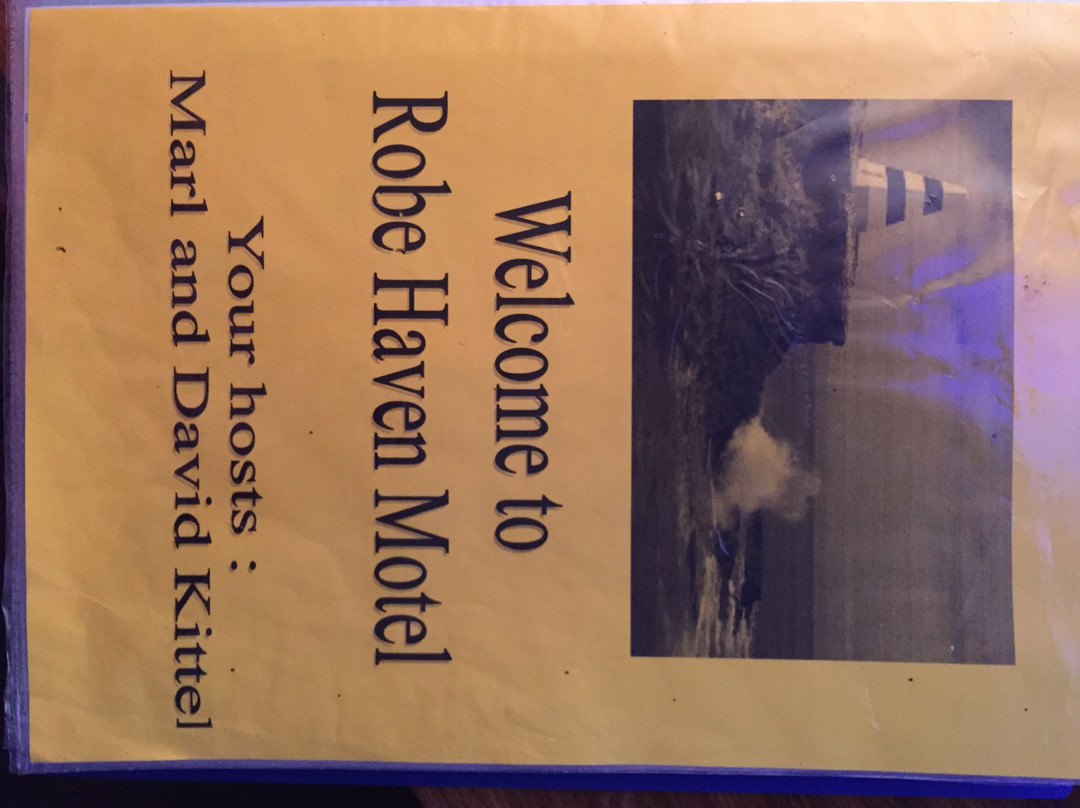 Welcome to
Robe Haven Motel
Your hosts :
Marl and David Kittel